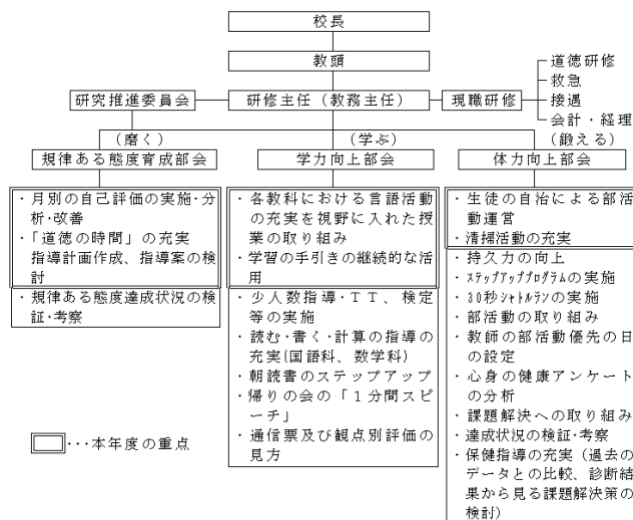 校長
教頭
研究推進委員会
研修主任(教務主任)
現職研修
道徳研修
救急
接遇
会計・経理
(磨く)
規律ある態度育成部会
・月別の自己評価の実施・分
析・改善
・「道徳の時間」の充実
指導計画作成、指導案の検
討
・規律ある態度達成状況の検
証・考察
(学ぶ)
学力向上部会
・各教科における言語活動
の充実を視野に入れた授
業の取り組み
・学習の手引きの継続的な活
用
・少人数指導・TT、検定
等の実施
・読む・書く・計算の指導の
充実(国語科、数学科)
・朝読書のステップアップ
・帰りの会の「1分間スピ
ーチ」
・通信票及び観点別評価の
見方
(鍛える)
体力向上部会
・生徒の自治による部活
動運営
・清掃活動の充実
・持久力の向上
・ステップアッププログラムの実施
・30秒シャトルランの実施
・部活動の取り組み
・教師の部活動優先の日
の設定
・心身の健康アンケート
の分析
・課題解決への取り組み
・達成状況の検証・考察
・保健指導の充実(過去の
データとの比較、診断結
果から見る課題解決策の
検討)
・・・本年度の重点